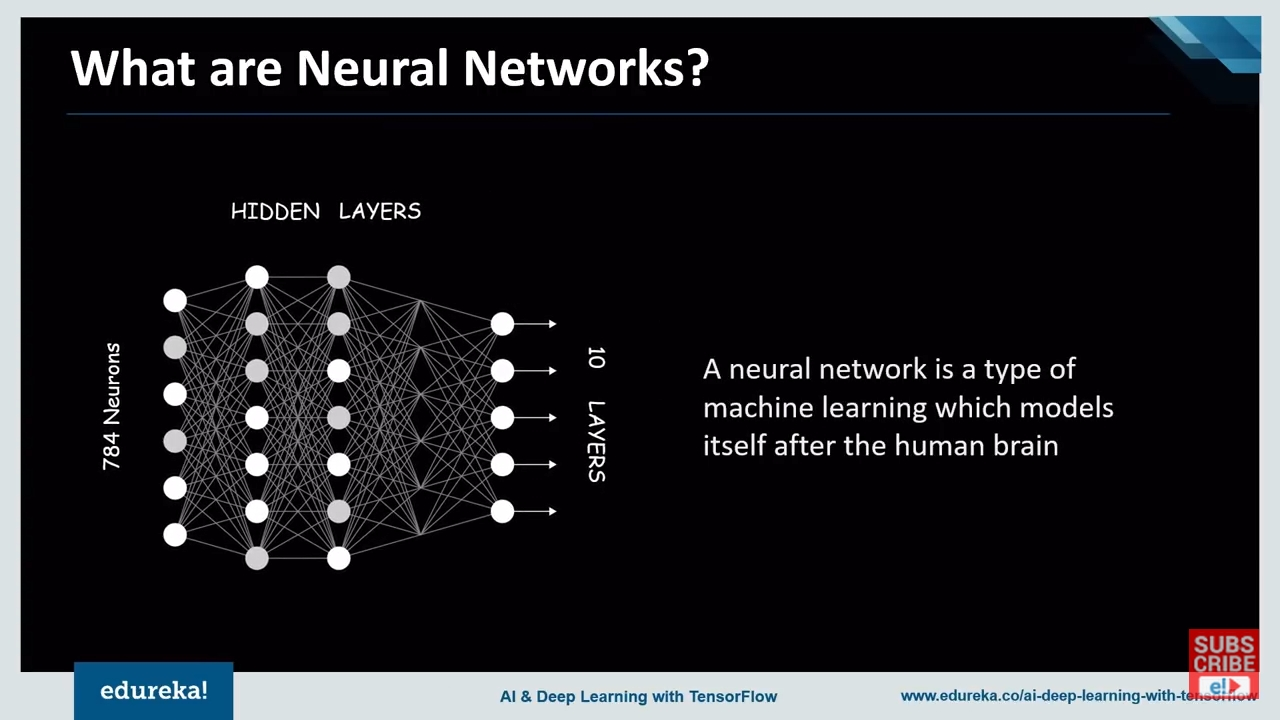 What are Neural Networks?
HIDDEN LAYERS
784 Neurons
10 LAYERS
A neural network is a type of
machine learning which models
itself after the human brain
edureka!
AI & Deep Learning with TensorFlow
www.edureka.co/ai-deep-learning-with-tensorflow
SUBS
CRIBE
e!